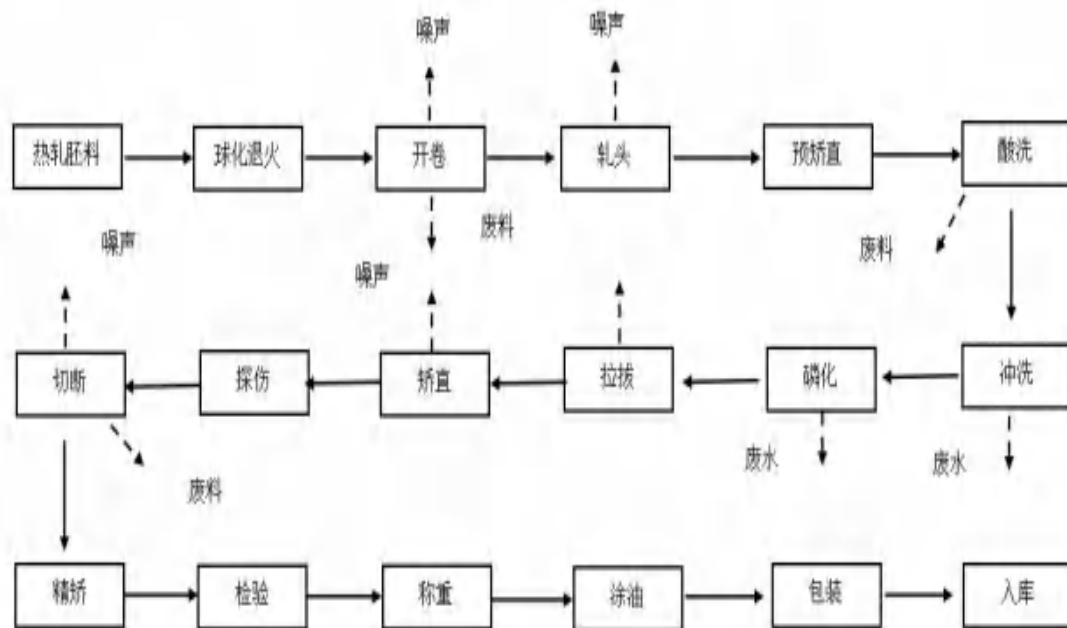 噪声 噪声
热轧胚料 球化退火 开卷 轧头 预矫直 酸洗
噪声 废料 噪声 废料
切断 探伤 矫直 拉拔 磷化 冲洗
废料 废水 废水
精矫 检验 称重 涂油 包装 入库